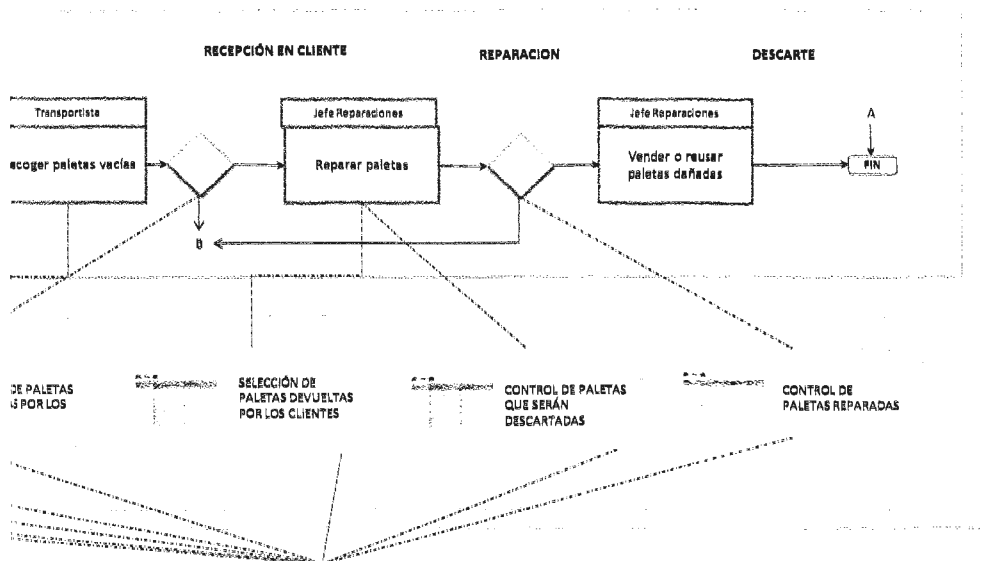 RECEPCIÓN EN CLIENTE
REPARACION
DESCARTE
Transportista
ecoger paletas vacías
Jefe Reparaciones
Reparar paletas
Jefe Reparaciones
Vender o reusar
paletas dañadas
A
FIN
B
DE PALETAS
AS POR LOS
SELECCIÓN DE
PALETAS DEVUELTAS
POR LOS CLIENTES
CONTROL DE PALETAS
QUE SERÁN
DESCARTADAS
CONTROL DE
PALETAS REPARADAS